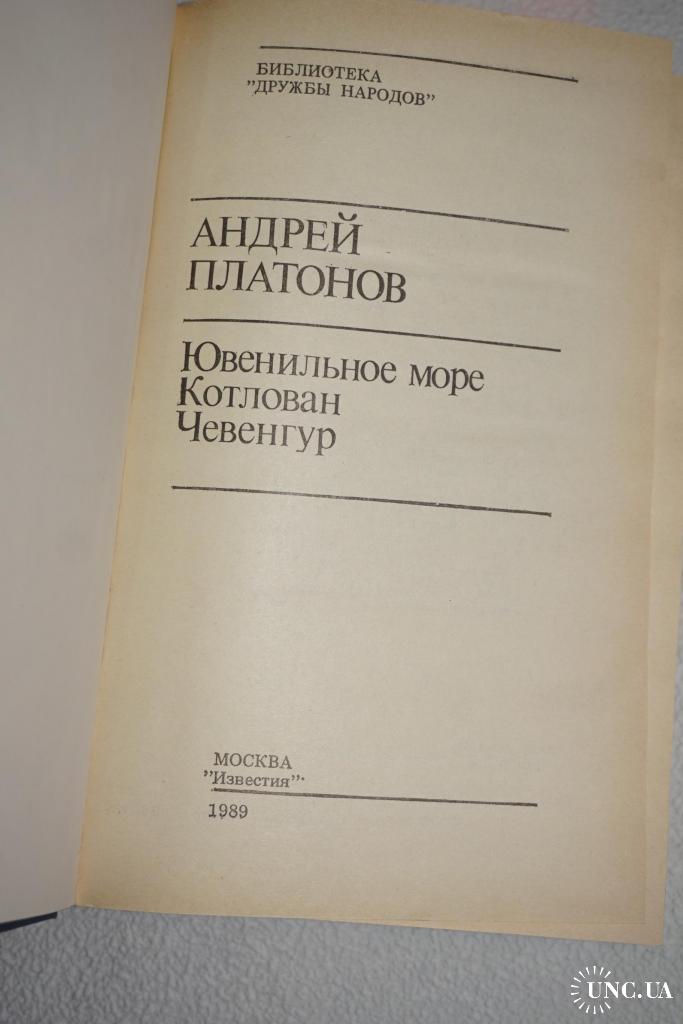 БИБЛИОТЕКА
"ДРУЖБЫ НАРОДОВ"
АНДРЕЙ
ПЛАТОНОВ
Ювенильное море
Котлован
Чевенгур
МОСКВА
"Известия"
1989
UNC.UA